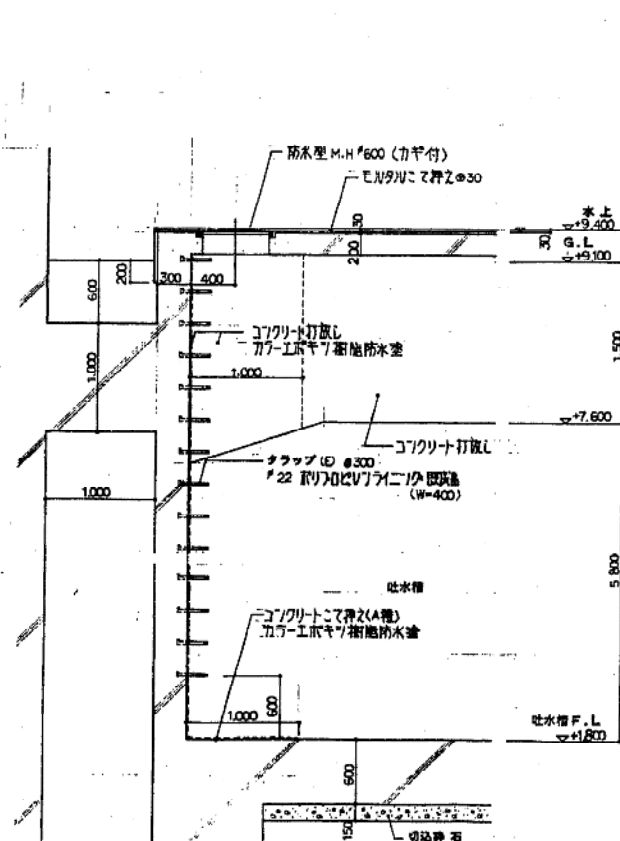 防水型 M.H φ600 (カギ付)
モルタルこて押え㋐30
水上
+9.400
30
30
G.L
+9.100
200
200
300
400
600
コンクリート打放し
カラーエポキシ樹脂防水塗
1.000
1.000
1.500
+7.600
コンクリート打放し
タラップ(E) @300
φ22 ポリプロピレンライニング
(W=400)
1.000
5.800
吐水槽
コンクリートこて押え(A種)
カラーエポキシ樹脂防水塗
600
1.000
吐水槽 F.L
+1.800
600
150
切込砕石